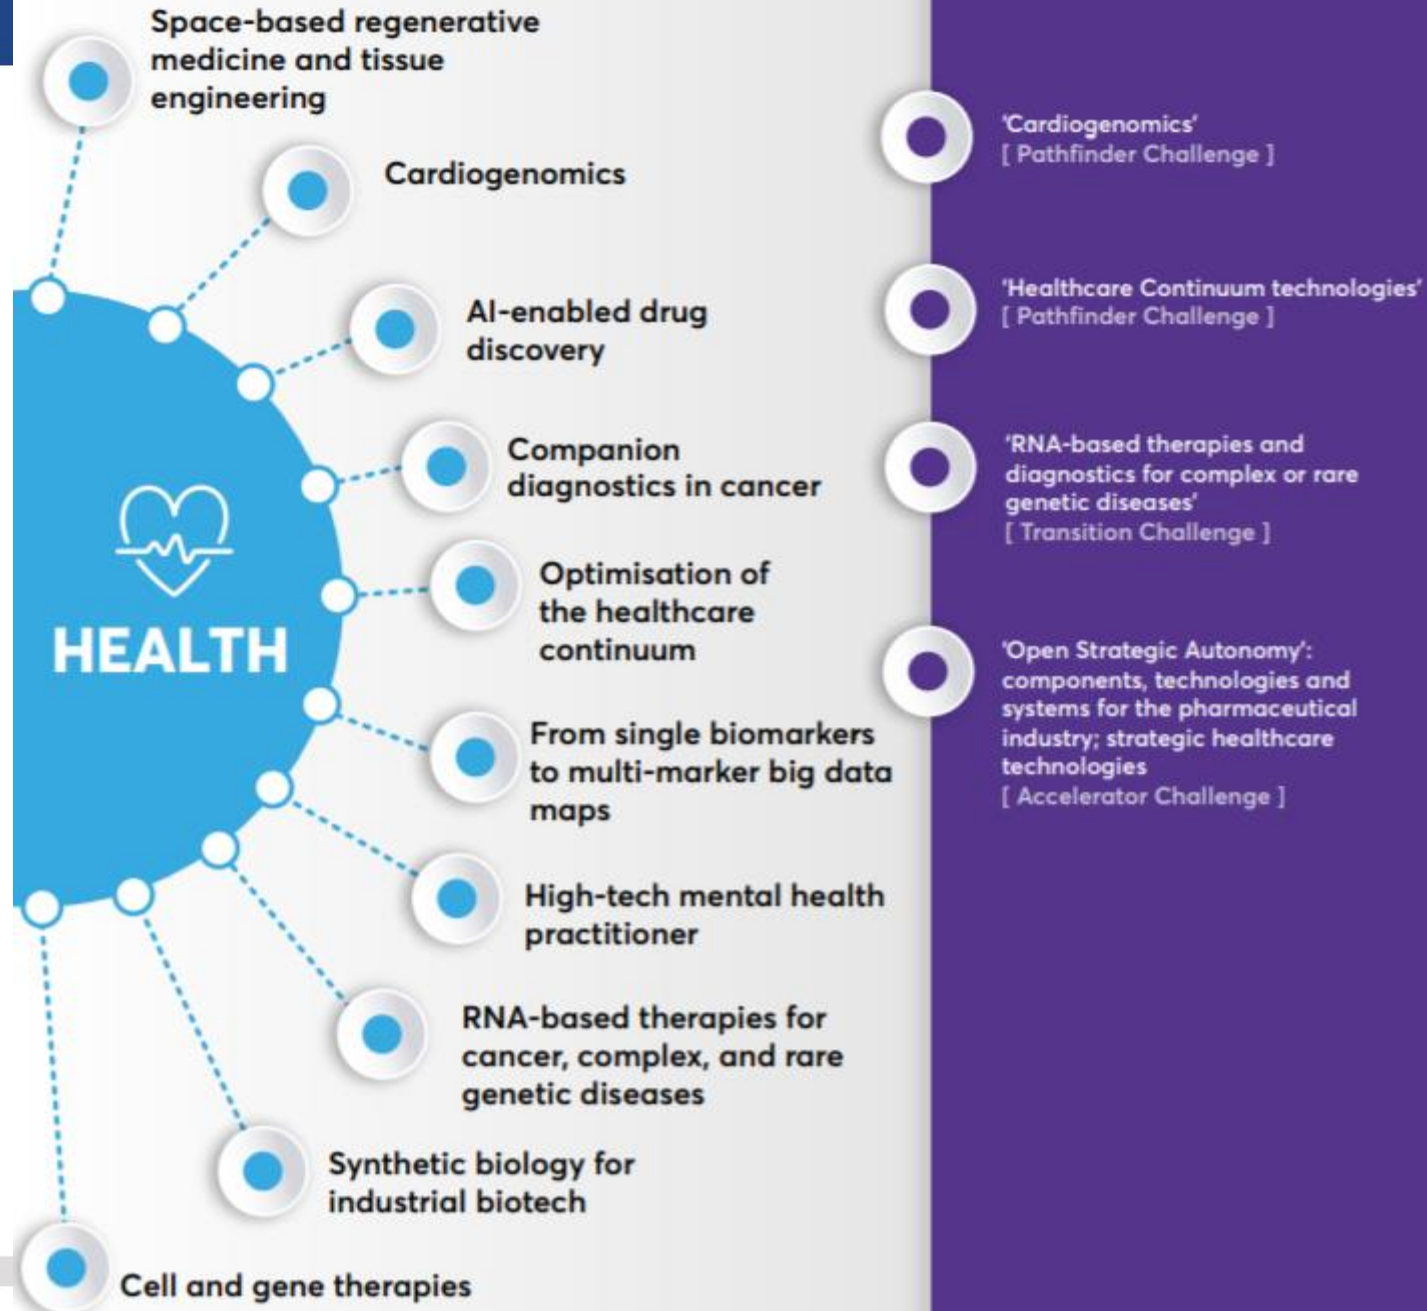 Space-based regenerative
medicine and tissue
engineering
Cardiogenomics
AI-enabled drug
discovery
Companion
diagnostics in cancer
Optimisation of
the healthcare
continuum
HEALTH
From single biomarkers
to multi-marker big data
maps
High-tech mental health
practitioner
RNA-based therapies for
cancer, complex, and rare
genetic diseases
Synthetic biology for
industrial biotech
Cell and gene therapies
'Cardiogenomics'
[ Pathfinder Challenge ]
'Healthcare Continuum technologies'
[ Pathfinder Challenge ]
'RNA-based therapies and
diagnostics for complex or rare
genetic diseases'
[ Transition Challenge ]
'Open Strategic Autonomy':
components, technologies and
systems for the pharmaceutical
industry; strategic healthcare
technologies
[ Accelerator Challenge ]